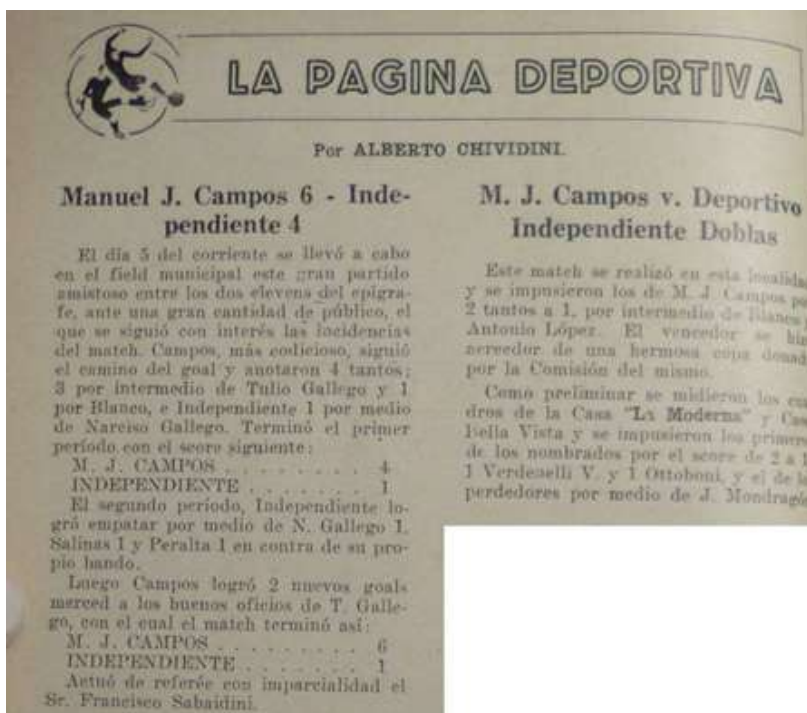 LA PAGINA DEPORTIVA
Por ALBERTO CHIVIDINI.
Manuel J. Campos 6 - Inde-
pendiente 4
El día 5 del corriente se llevó a cabo
en el field municipal este gran partido
amistoso entre los dos elevens del epígra-
fe, ante una gran cantidad de público, el
que se siguió con interés las incidencias
del match. Campos, más codicioso, siguió
el camino del goal y anotaron 4 tantos;
3 por intermedio de Tulio Gallego y 1
por Blanco, e Independiente 1 por medio
de Narciso Gallego. Terminó el primer
período con el score siguiente:
M. J. CAMPOS . . . . . . . . 4
INDEPENDIENTE . . . . . . . 1
El segundo período, Independiente lo-
gró empatar por medio de N. Gallego 1,
Salinas 1 y Peralta 1 en contra de su pro-
pio bando.
Luego Campos logró 2 nuevos goals
merced a los buenos oficios de T. Galle-
go, con el cual el match terminó así:
M. J. CAMPOS . . . . . . . . 6
INDEPENDIENTE . . . . . . . 1
Actuó de referée con imparcialidad el
Sr. Francisco Sabaidini.
M. J. Campos v. Deportivo
Independiente Doblas
Este match se realizó en esta
y se impusieron los de M. J. Campos
2 tantos a 1, por intermedio de Blanco
Antonio López. El vencedor se
acreedor de una hermosa copa
por la Comisión del mismo.
Como preliminar se midieron los
dros de la Casa "La Moderna" y
Bella Vista y se impusieron los
de los nombrados por el score de 2 a 1
1 Verdenelli V. y 1 Ottoboni, y el de
perdedores por medio de J.